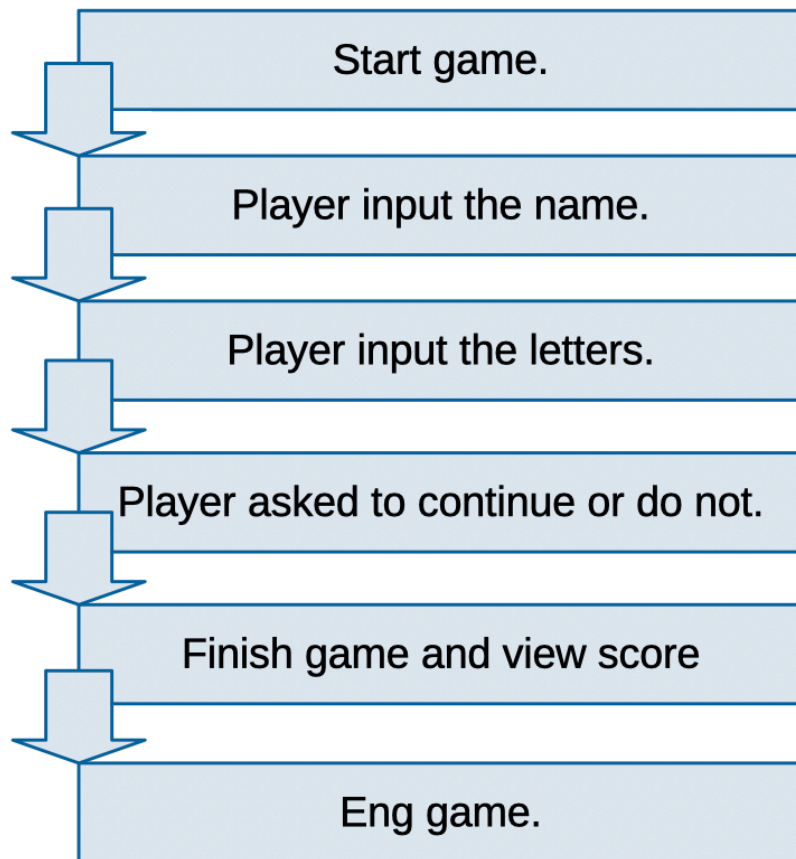 Start game.
Player input the name.
Player input the letters.
Player asked to continue or do not.
Finish game and view score
Eng game.